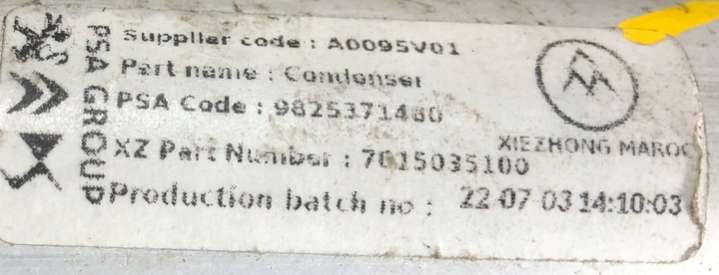 PSA GROUP
Supplier code : A0095V01
Part name : Condenser
PSA Code : 9825371480
XIEZHONG MAROC
XZ Part Number : 7015035100
Production batch no : 22-07-03 14:10:03